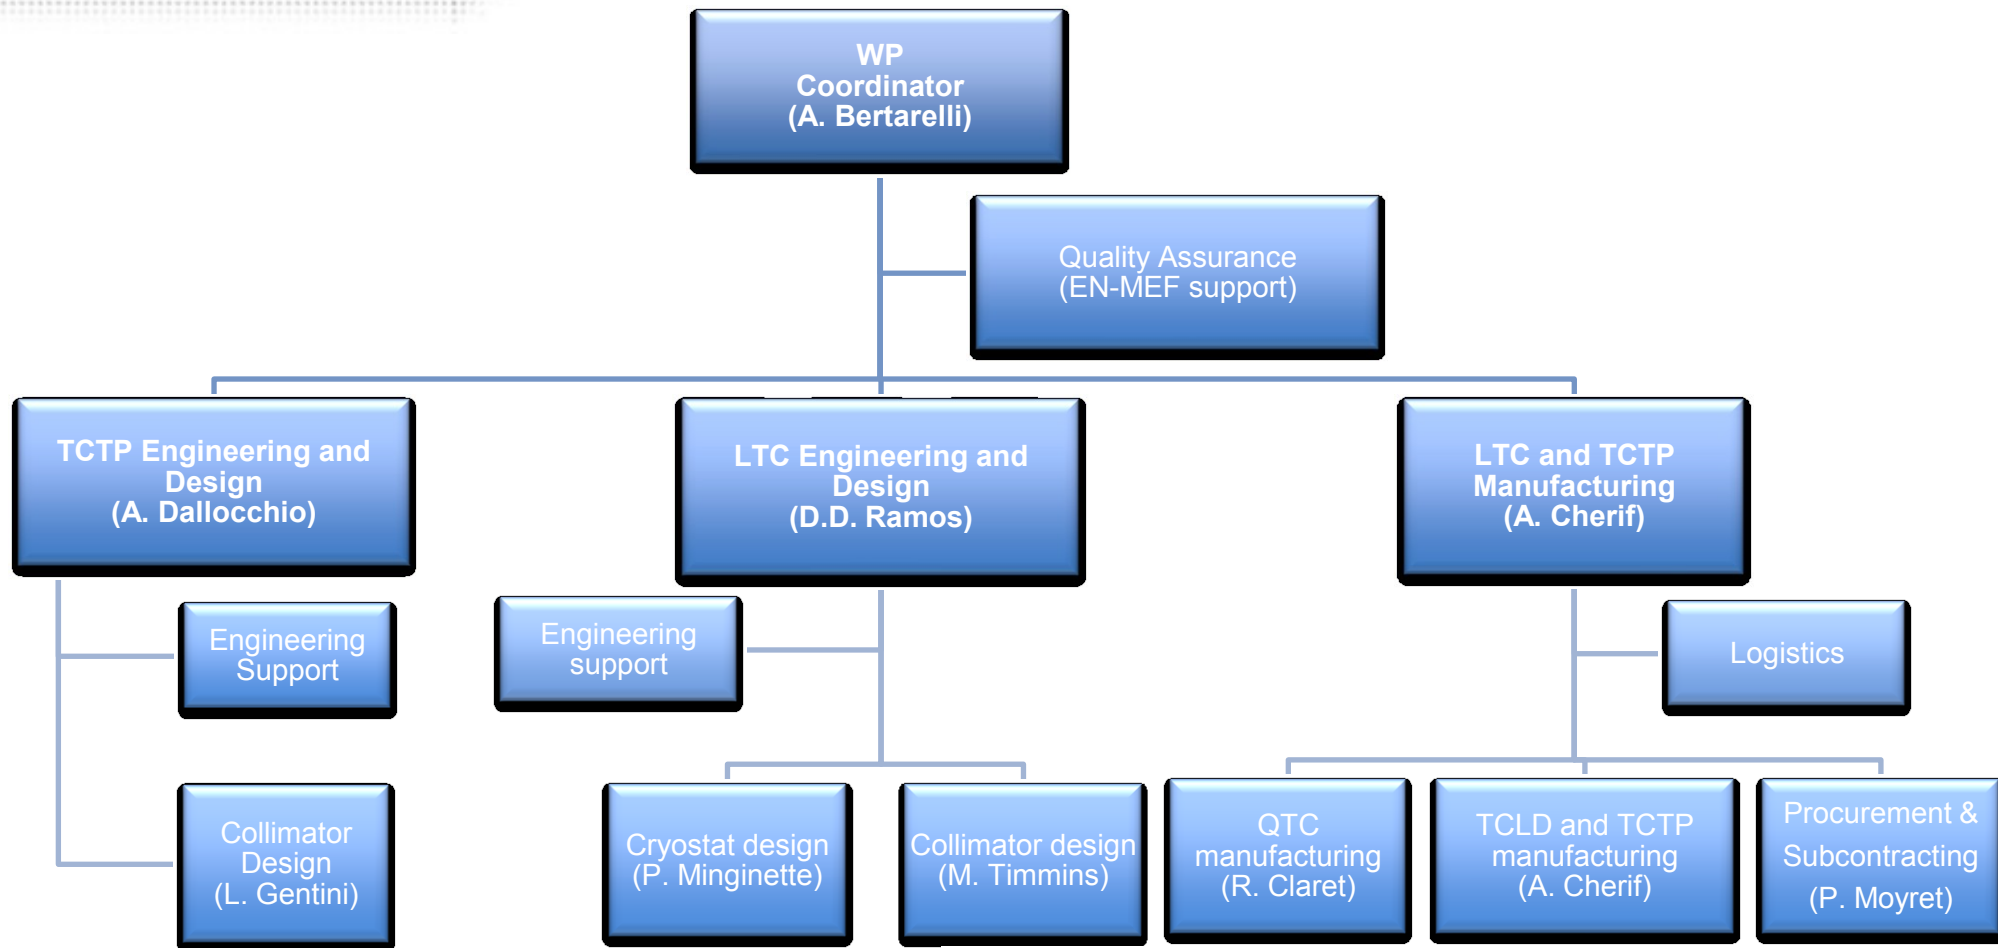 WP
Coordinator
(A. Bertarelli)
Quality Assurance
(EN-MEF support)
TCTP Engineering and
Design
(A. Dallocchio)
LTC Engineering and
Design
(D.D. Ramos)
LTC and TCTP
Manufacturing
(A. Cherif)
Engineering
Support
Engineering
support
Logistics
Collimator
Design
(L. Gentini)
Cryostat design
(P. Minginette)
Collimator design
(M. Timmins)
QTC
manufacturing
(R. Claret)
TCLD and TCTP
manufacturing
(A. Cherif)
Procurement &
Subcontracting
(P. Moyret)